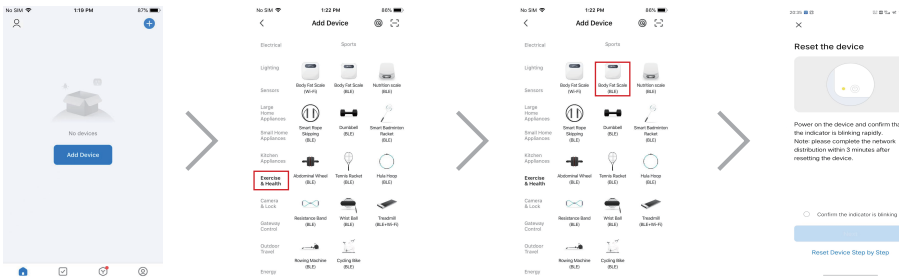 No SIM 1:19 PM 87%
No devices
Add Device
No SIM 1:22 PM 86%
Add Device
Electrical
Sports
Lighting
Sensors
Large Home Appliances
Small Home Appliances
Kitchen Appliances
Exercise & Health
Camera & Lock
Gateway Control
Outdoor Travel
Energy
Body Fat Scale (Wi-Fi)
Body Fat Scale (BLE)
Nutrition scale (BLE)
Smart Rope Skipping (BLE)
Dumbbell (BLE)
Smart Badminton Racket (BLE)
Abdominal Wheel (BLE)
Tennis Racket (BLE)
Hula Hoop (BLE)
Resistance Band (BLE)
Wrist Ball (BLE)
Treadmill (BLE+Wi-Fi)
Rowing Machine (BLE)
Cycling Bike (BLE)
No SIM 1:22 PM 86%
Add Device
Electrical
Sports
Lighting
Sensors
Large Home Appliances
Small Home Appliances
Kitchen Appliances
Exercise & Health
Camera & Lock
Gateway Control
Outdoor Travel
Energy
Body Fat Scale (Wi-Fi)
Body Fat Scale (BLE)
Nutrition scale (BLE)
Smart Rope Skipping (BLE)
Dumbbell (BLE)
Smart Badminton Racket (BLE)
Abdominal Wheel (BLE)
Tennis Racket (BLE)
Hula Hoop (BLE)
Resistance Band (BLE)
Wrist Ball (BLE)
Treadmill (BLE+Wi-Fi)
Rowing Machine (BLE)
Cycling Bike (BLE)
Reset the device
Power on the device and confirm tha
the indicator is blinking rapidly.
Note: please complete the network
distribution within 3 minutes after
resetting the device.
Confirm the indicator is blinking
Reset Device Step by Step